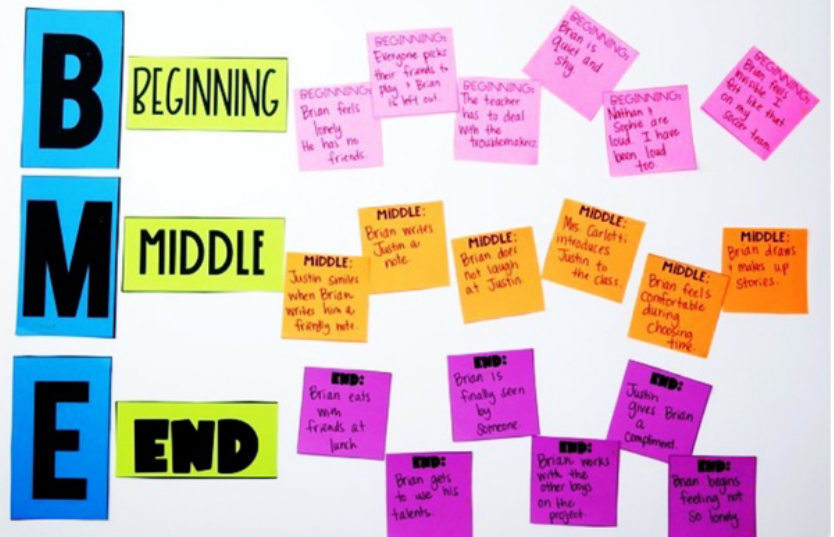 B
BEGINNING
BEGINNING:
Brian feels
lonely.
He has no
friends.
BEGINNING:
Everyone picks
their friends to
play & Brian
is left out.
BEGINNING:
The teacher
has to deal
with the
troublemakers.
BEGINNING:
Brian is
quiet and
shy.
BEGINNING:
Nathan &
Sophie are
loud. I have
been loud
too.
BEGINNING:
Brian feels
invisible. I
felt like that
on my
soccer team.
M
MIDDLE
MIDDLE:
Justin smiles
when Brian
writes him a
friendly note.
MIDDLE:
Brian writes
Justin a
note.
MIDDLE:
Brian does
not laugh
at Justin.
MIDDLE:
Mrs. Carlotti
introduces
Justin to
the class.
MIDDLE:
Brian feels
comfortable
during
choosing
time.
MIDDLE:
Brian draws
& makes up
stories.
E
END
END:
Brian eats
with
friends at
lunch
END:
Brian gets
to use his
talents.
END:
Brian is
finally seen
by
someone.
END:
Brian works
with the
other boys
on the
project.
END:
Justin
gives Brian
a
compliment.
END:
Brian begins
feeling not
so lonely.